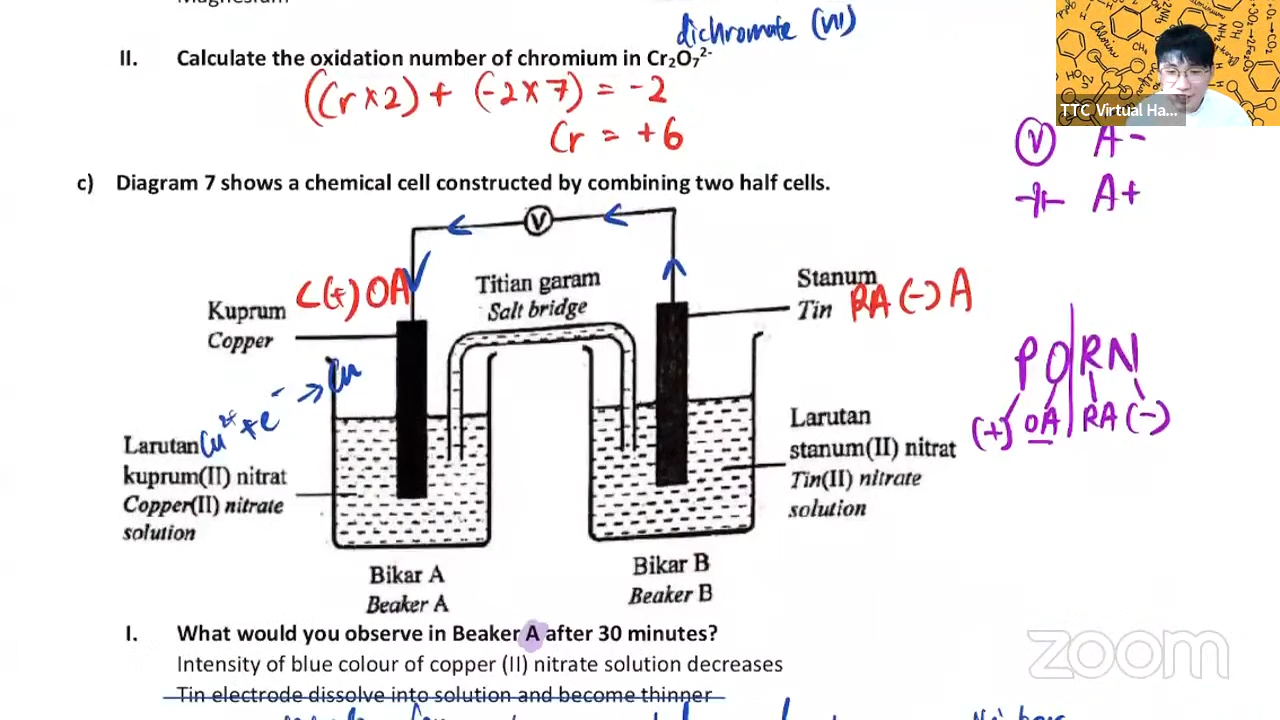 Magnesium
dichromate (VI)
II. Calculate the oxidation number of chromium in Cr₂O₇²⁻
(Cr×2) + (-2×7) = -2
Cr = +6
TTC Virtual Ha...
V A-
A+
c) Diagram 7 shows a chemical cell constructed by combining two half cells.
V
Kuprum
Copper
C(+) OA
Titian garam
Salt bridge
Stanum
Tin
RA (-) A
P O | R N
(+) OA | RA (-)
Cu²⁺ + e⁻ → Cu
Larutan
kuprum(II) nitrat
Copper(II) nitrate
solution
Larutan
stanum(II) nitrat
Tin(II) nitrate
solution
Bikar A
Beaker A
Bikar B
Beaker B
I. What would you observe in Beaker A after 30 minutes?
Intensity of blue colour of copper (II) nitrate solution decreases
Tin electrode dissolve into solution and become thinner
zoom